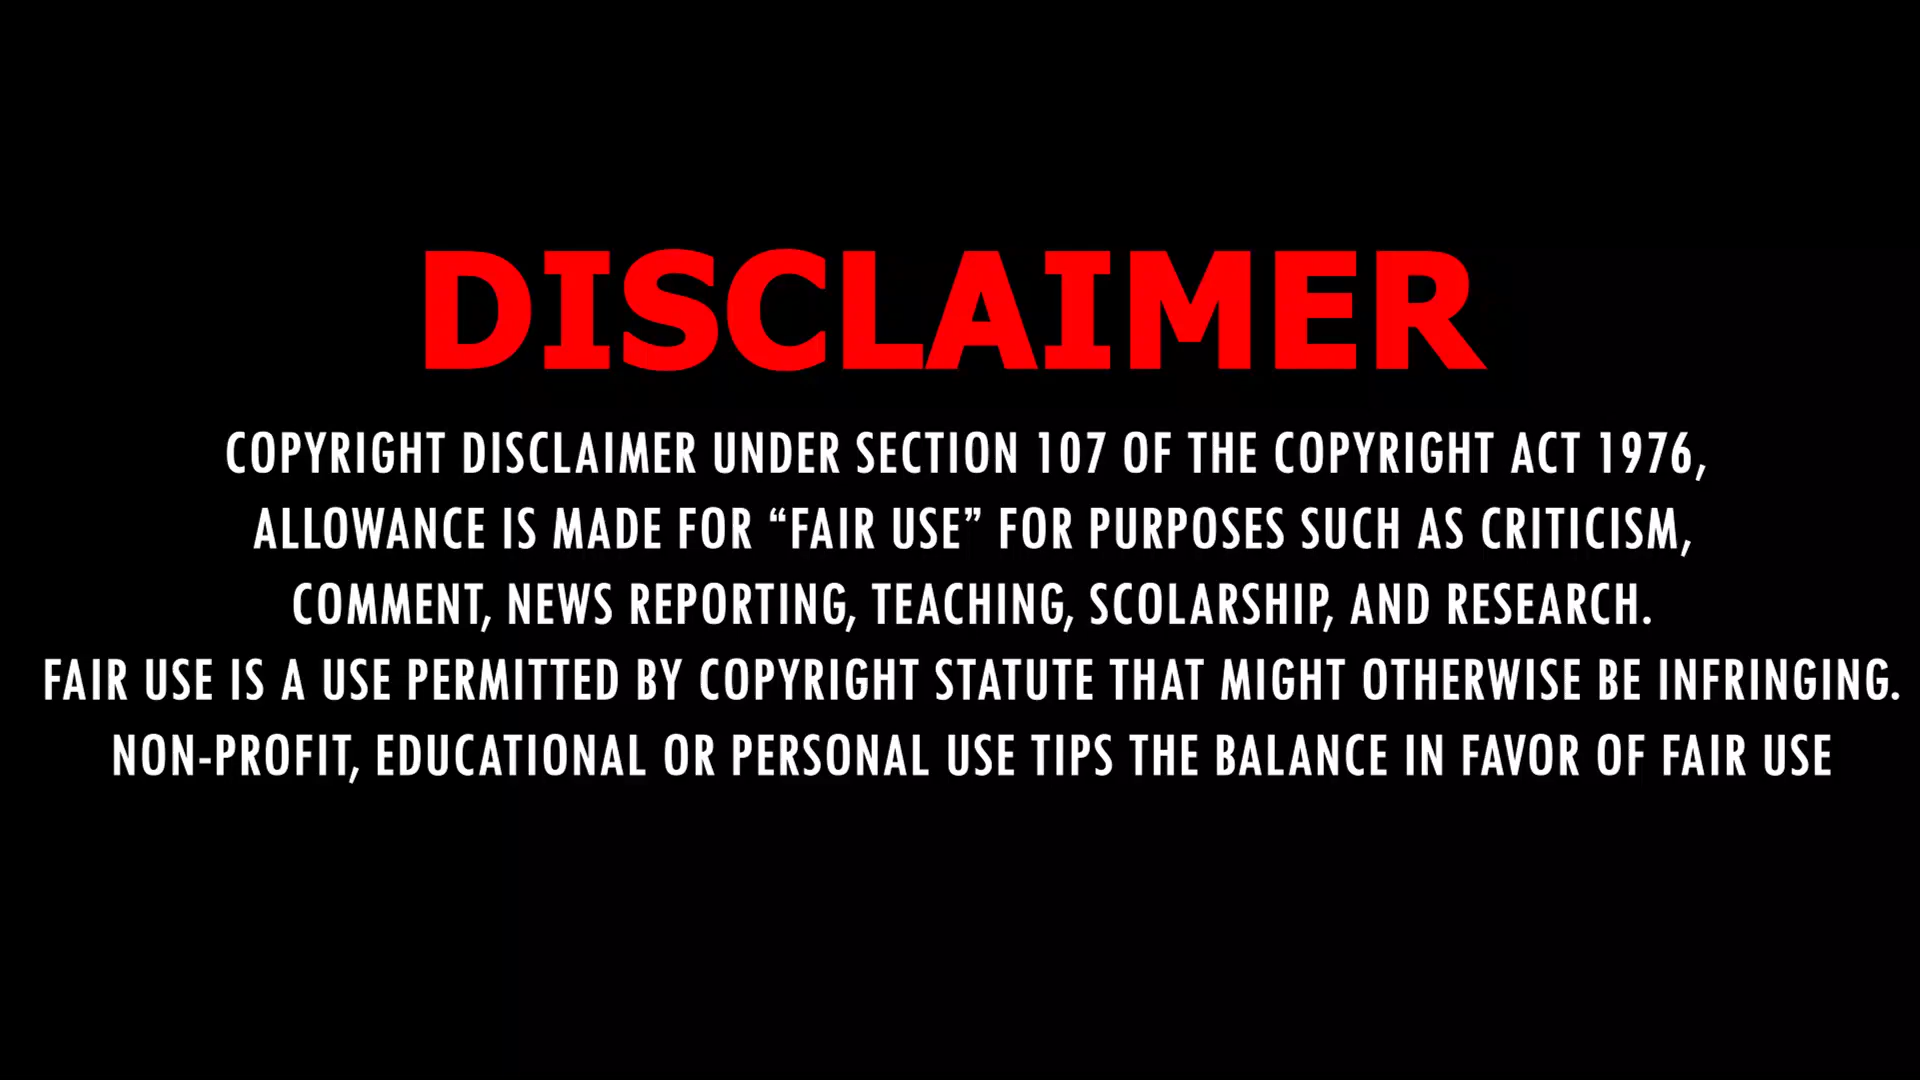 DISCLAIMER
COPYRIGHT DISCLAIMER UNDER SECTION 107 OF THE COPYRIGHT ACT 1976,
ALLOWANCE IS MADE FOR “FAIR USE” FOR PURPOSES SUCH AS CRITICISM,
COMMENT, NEWS REPORTING, TEACHING, SCOLARSHIP, AND RESEARCH.
FAIR USE IS A USE PERMITTED BY COPYRIGHT STATUTE THAT MIGHT OTHERWISE BE INFRINGING.
NON-PROFIT, EDUCATIONAL OR PERSONAL USE TIPS THE BALANCE IN FAVOR OF FAIR USE